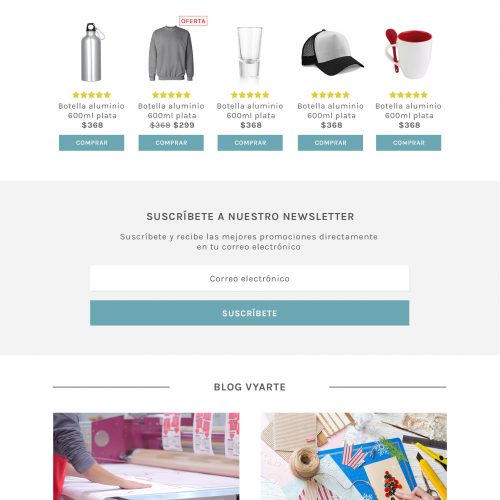 OFERTA
Botella aluminio
600ml plata
$368
COMPRAR
Botella aluminio
600ml plata
$368 $299
COMPRAR
Botella aluminio
600ml plata
$368
COMPRAR
Botella aluminio
600ml plata
$368
COMPRAR
Botella aluminio
600ml plata
$368
COMPRAR
SUSCRÍBETE A NUESTRO NEWSLETTER
Suscríbete y recibe las mejores promociones directamente
en tu correo electrónico
Correo electrónico
SUSCRÍBETE
BLOG VYARTE